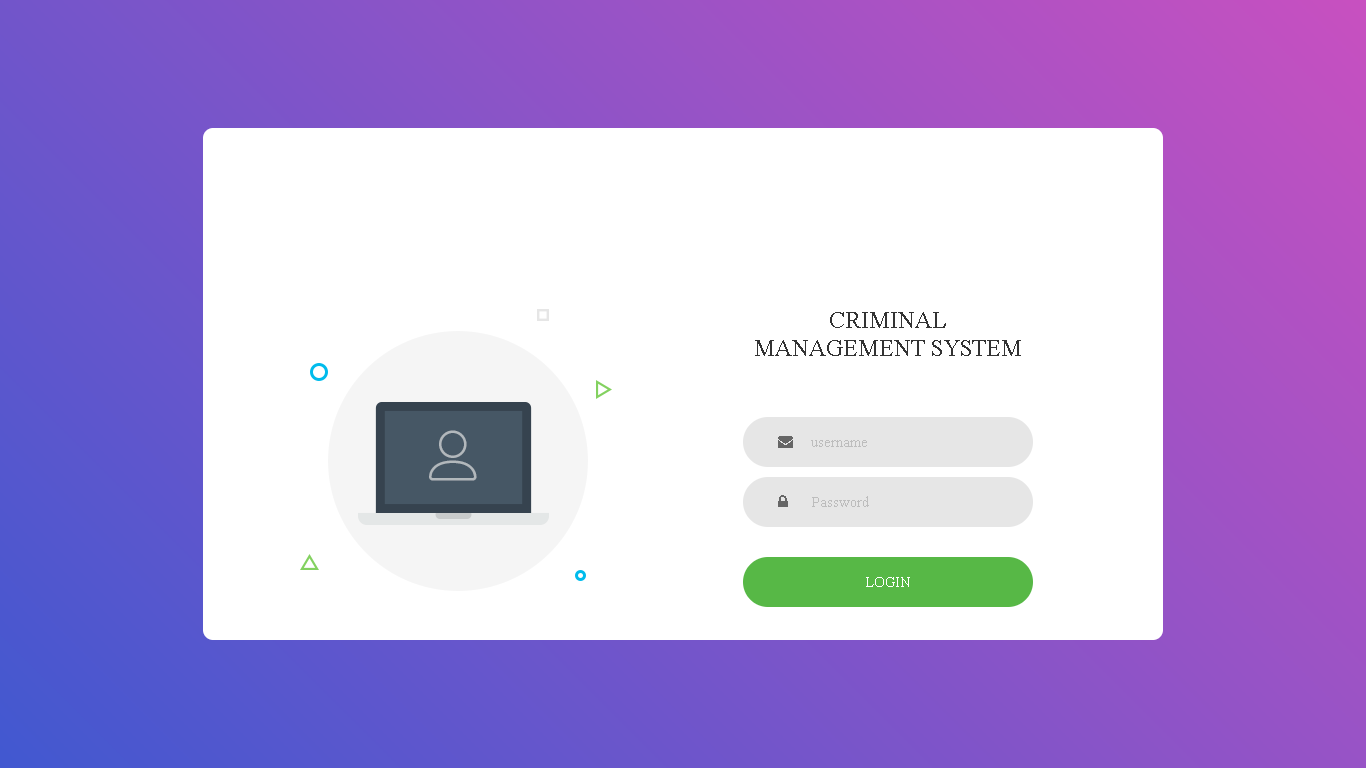 CRIMINAL
MANAGEMENT SYSTEM
username
Password
LOGIN